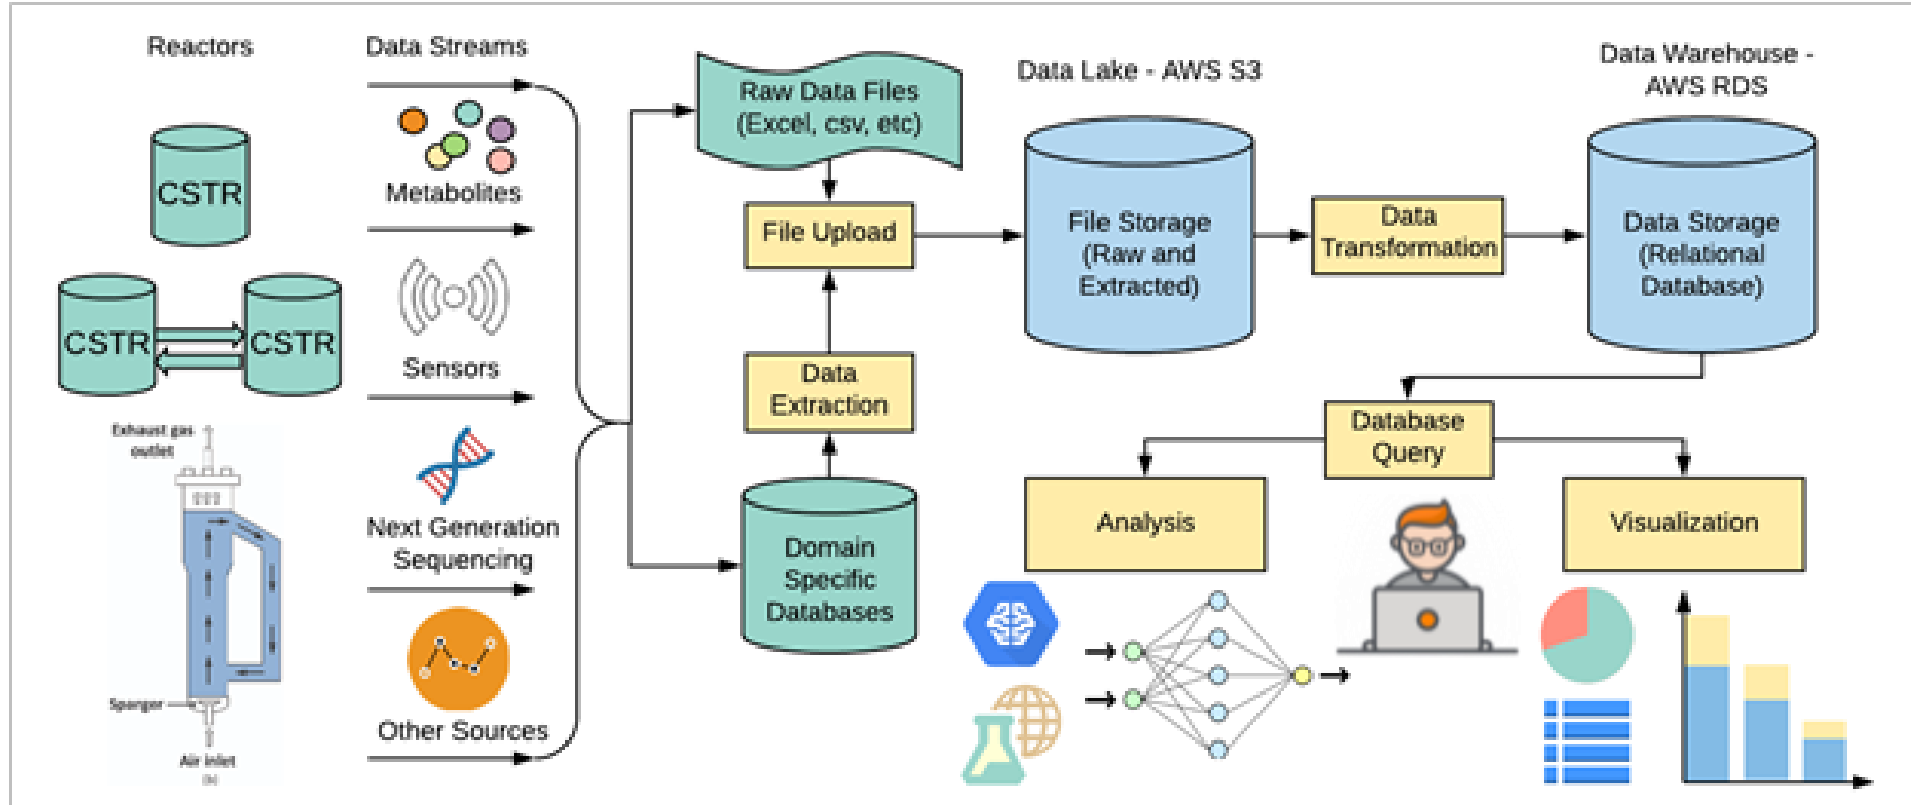 Reactors
CSTR
CSTR
CSTR
Exhaust gas
outlet
Sparger
Air inlet
(b)
Data Streams
Metabolites
Sensors
Next Generation
Sequencing
Other Sources
Raw Data Files
(Excel, csv, etc)
File Upload
Data
Extraction
Domain
Specific
Databases
Data Lake - AWS S3
File Storage
(Raw and
Extracted)
Data
Transformation
Data Warehouse -
AWS RDS
Data Storage
(Relational
Database)
Database
Query
Analysis
Visualization